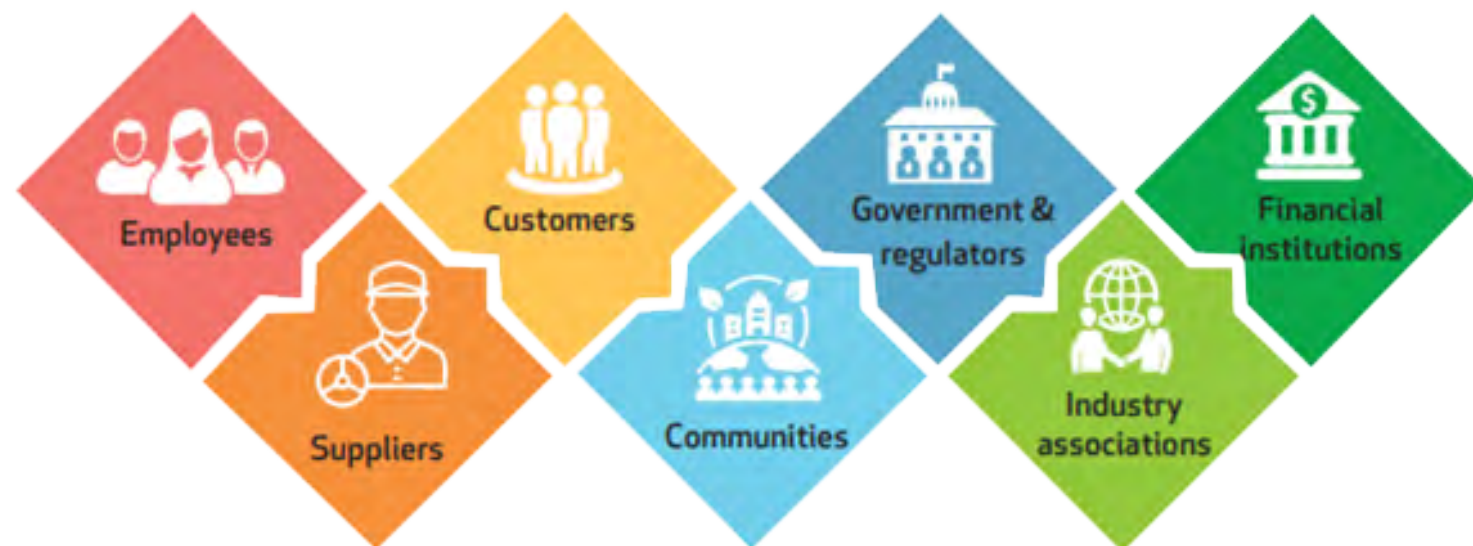 Employees
Suppliers
Customers
Communities
Government &
regulators
Industry
associations
$
Financial
institutions